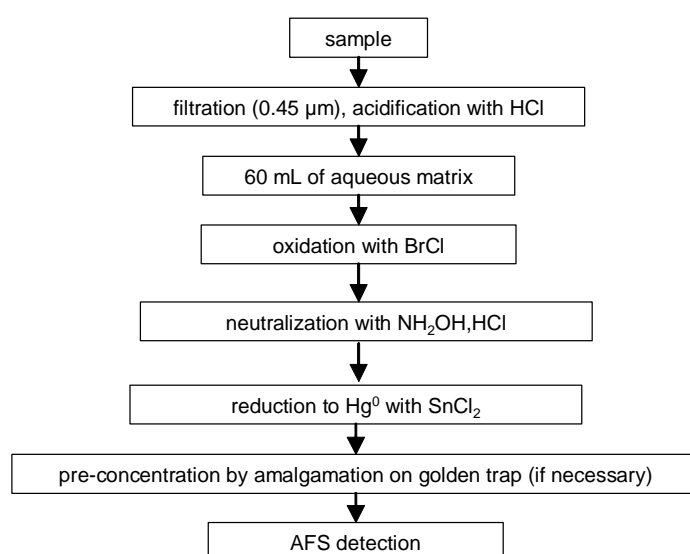 sample
filtration (0.45 µm), acidification with HCl
60 mL of aqueous matrix
oxidation with BrCl
neutralization with NH₂OH,HCl
reduction to Hg⁰ with SnCl₂
pre-concentration by amalgamation on golden trap (if necessary)
AFS detection